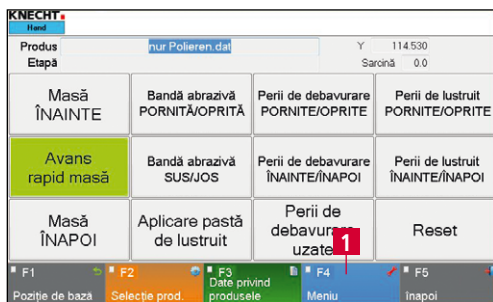 KNECHT
Hand
Produs nur Polieren.dat Y 114.530
Etapă Sarcină 0.0
Masă ÎNAINTE
Bandă abrazivă PORNITĂ/OPRITĂ
Perii de debavurare PORNITE/OPRITE
Perii de lustruit PORNITE/OPRITE
Avans rapid masă
Bandă abrazivă SUS/JOS
Perii de debavurare ÎNAINTE/ÎNAPOI
Perii de lustruit ÎNAINTE/ÎNAPOI
Masă ÎNAPOI
Aplicare pastă de lustruit
Perii de uzate
Reset
1
F1 Poziție de bază
F2 Selecție prod.
F3 Date privind produsele
F4 Meniu
F5 înapoi